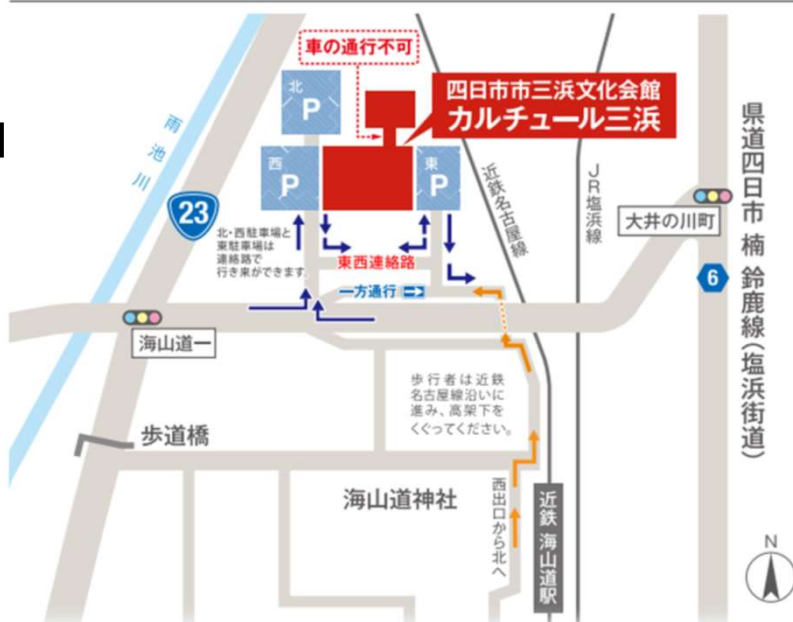 車の通行不可
北
P
四日市市三浜文化会館
カルチュール三浜
雨池川
西
P
東
P
近鉄名古屋線
JR塩浜線
大井の川町
県道四日市 楠 鈴鹿線(塩浜街道)
23
6
北・西駐車場と
東駐車場は
連絡路で
行き来ができます.
東西連絡路
一方通行
海山道一
歩行者は近鉄
名古屋線沿いに
進み、高架下を
くぐってください。
歩道橋
海山道神社
西出口から北へ
近鉄 海山道駅
N